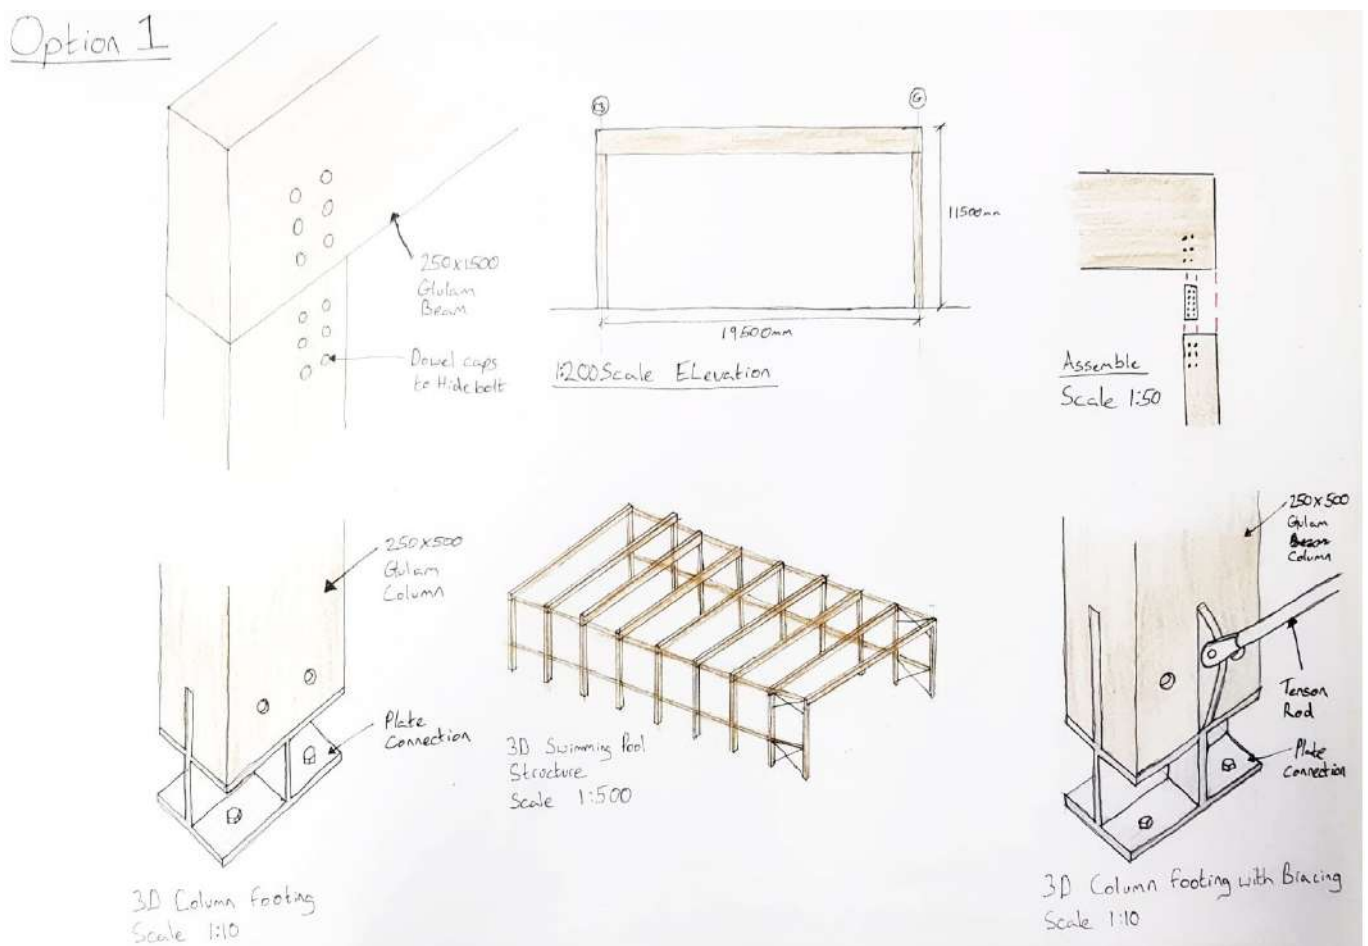 Option 1
250x1500
Glulam
Beam
Dowel caps
to Hide bolt
G
11500mm
19500mm
1:200 Scale Elevation
Assemble
Scale 1:50
250x500
Glulam
Column
Plate
Connection
3D Column Footing
Scale 1:10
3D Swimming Pool
Structure
Scale 1:500
250x500
Glulam
Column
Tenson
Rod
Plate
Connection
3D Column Footing with Bracing
Scale 1:10